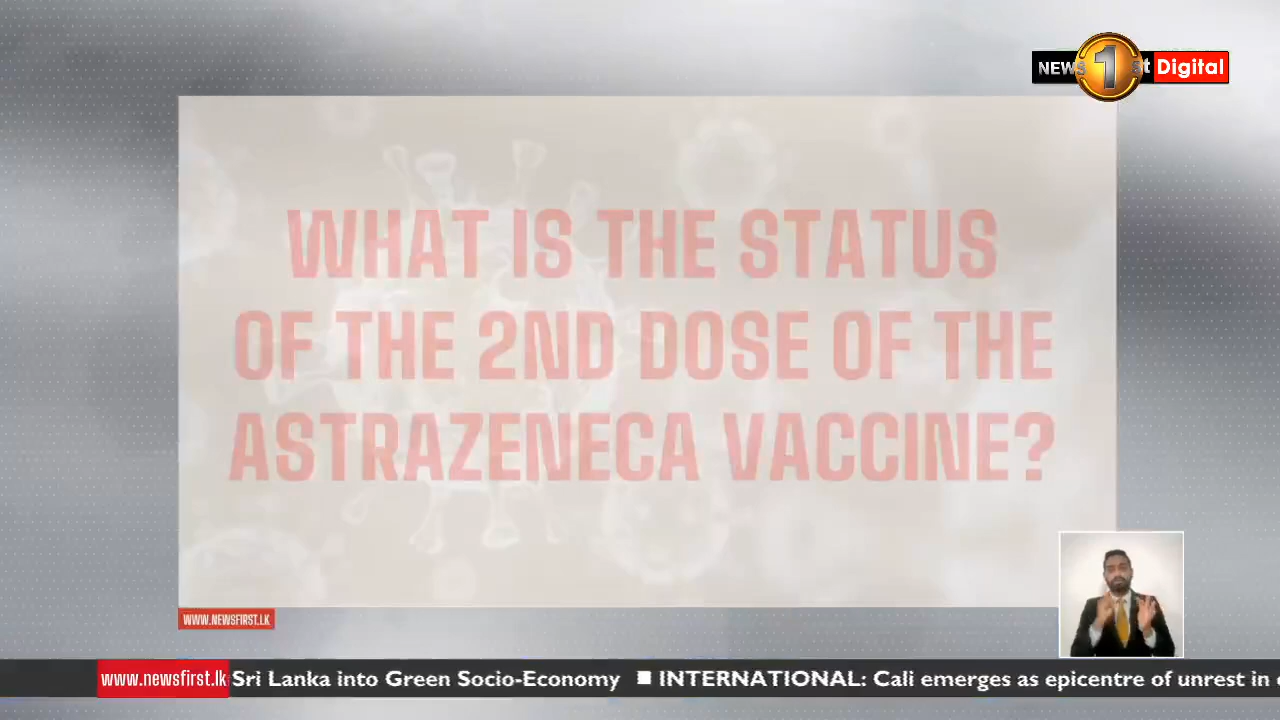 NEWS 1st Digital
WHAT IS THE STATUS
OF THE 2ND DOSE OF THE
ASTRAZENECA VACCINE?
WWW.NEWSFIRST.LK
www.newsfirst.lk Sri Lanka into Green Socio-Economy ■ INTERNATIONAL: Cali emerges as epicentre of unrest in